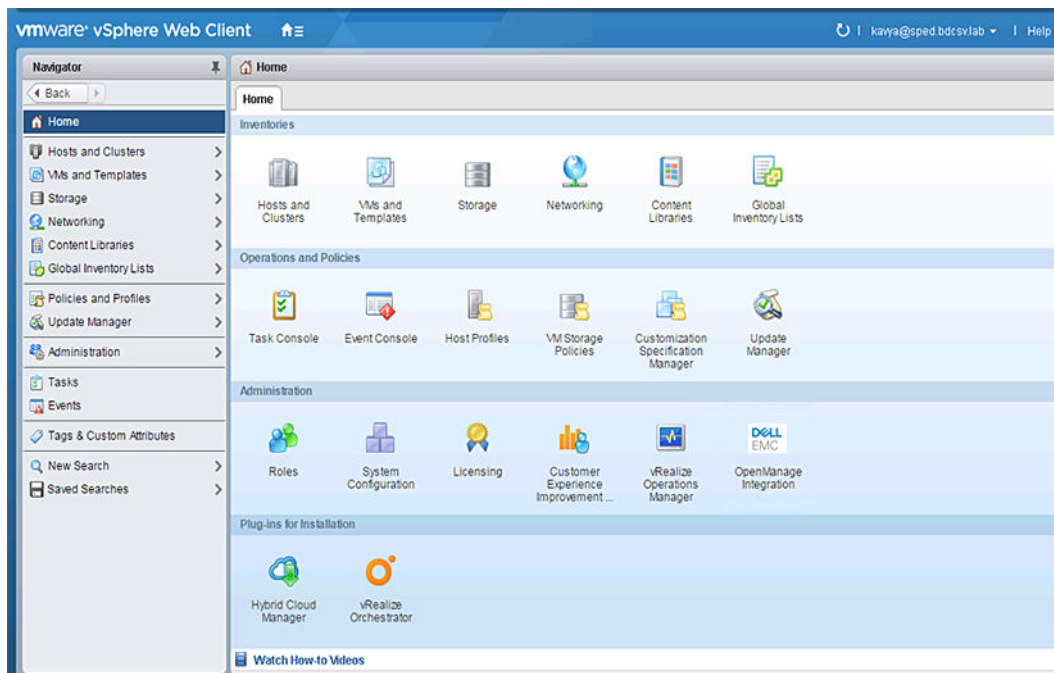 vmware® vSphere Web Client
kavya@sped.bdcsv.lab
Help
Navigator
Back
Home
Hosts and Clusters
VMs and Templates
Storage
Networking
Content Libraries
Global Inventory Lists
Policies and Profiles
Update Manager
Administration
Tasks
Events
Tags & Custom Attributes
New Search
Saved Searches
Home
Home
Inventories
Hosts and
Clusters
VMs and
Templates
Storage
Networking
Content
Libraries
Global
Inventory Lists
Operations and Policies
Task Console
Event Console
Host Profiles
VM Storage
Policies
Customization
Specification
Manager
Update
Manager
Administration
Roles
System
Configuration
Licensing
Customer
Experience
Improvement ...
vRealize
Operations
Manager
DELL
EMC
OpenManage
Integration
Plug-ins for Installation
Hybrid Cloud
Manager
vRealize
Orchestrator
Watch How-to Videos